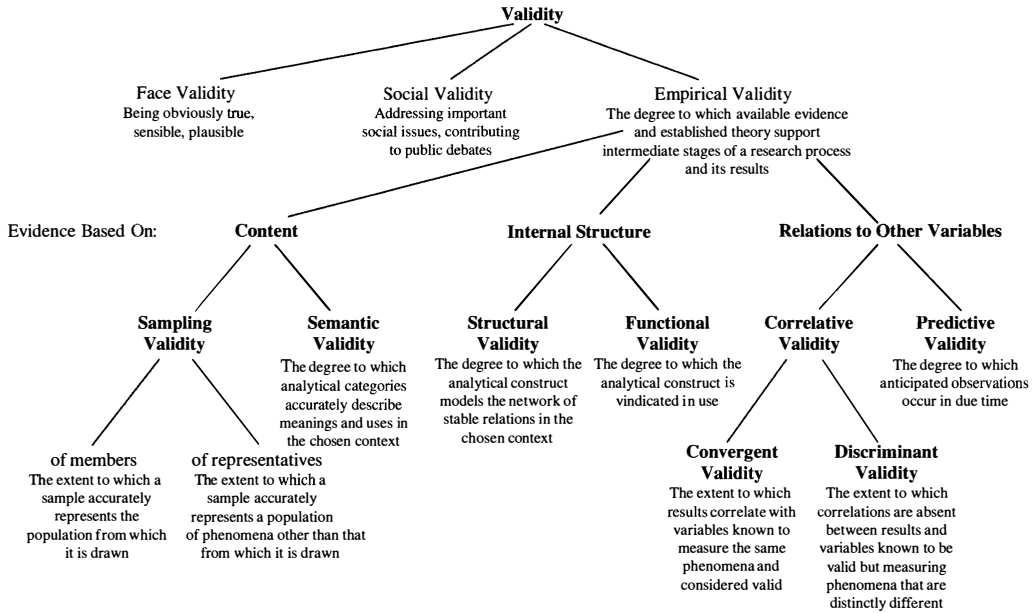 Validity
Face Validity
Being obviously true,
sensible, plausible
Social Validity
Addressing important
social issues, contributing
to public debates
Empirical Validity
The degree to which available evidence
and established theory support
intermediate stages of a research process
and its results
Evidence Based On:
Content
Internal Structure
Relations to Other Variables
Sampling
Validity
Semantic
Validity
The degree to which
analytical categories
accurately describe
meanings and uses in
the chosen context
Structural
Validity
The degree to which the
analytical construct
models the network of
stable relations in the
chosen context
Functional
Validity
The degree to which the
analytical construct is
vindicated in use
Correlative
Validity
Predictive
Validity
The degree to which
anticipated observations
occur in due time
of members
The extent to which a
sample accurately
represents the
population from which
it is drawn
of representatives
The extent to which a
sample accurately
represents a population
of phenomena other than that
from which it is drawn
Convergent
Validity
The extent to which
results correlate with
variables known to
measure the same
phenomena and
considered valid
Discriminant
Validity
The extent to which
correlations are absent
between results and
variables known to be
valid but measuring
phenomena that are
distinctly different